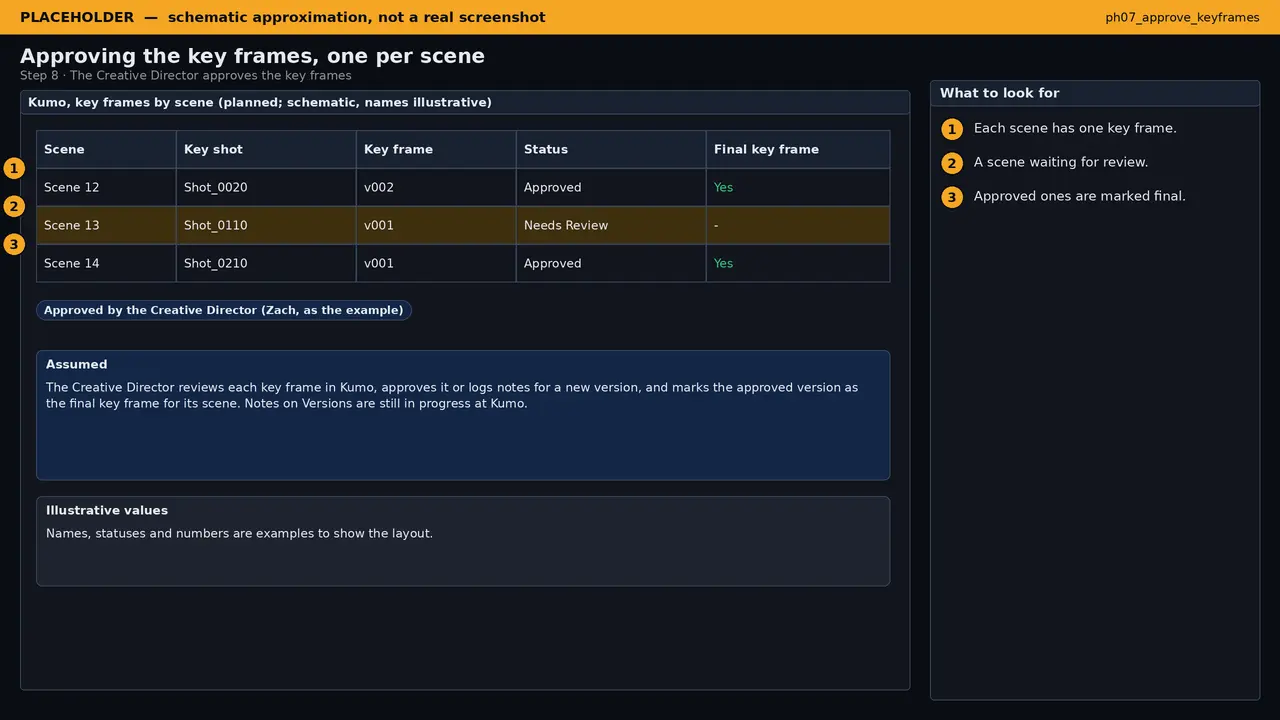 PLACEHOLDER — schematic approximation, not a real screenshot
ph07_approve_keyframes
Approving the key frames, one per scene
Step 8 · The Creative Director approves the key frames
Kumo, key frames by scene (planned; schematic, names illustrative)
Scene Key shot Key frame Status Final key frame
1
Scene 12 Shot_0020 v002 Approved Yes
2
Scene 13 Shot_0110 v001 Needs Review -
3
Scene 14 Shot_0210 v001 Approved Yes
Approved by the Creative Director (Zach, as the example)
Assumed
The Creative Director reviews each key frame in Kumo, approves it or logs notes for a new version, and marks the approved version as
the final key frame for its scene. Notes on Versions are still in progress at Kumo.
Illustrative values
Names, statuses and numbers are examples to show the layout.
What to look for
1 Each scene has one key frame.
2 A scene waiting for review.
3 Approved ones are marked final.